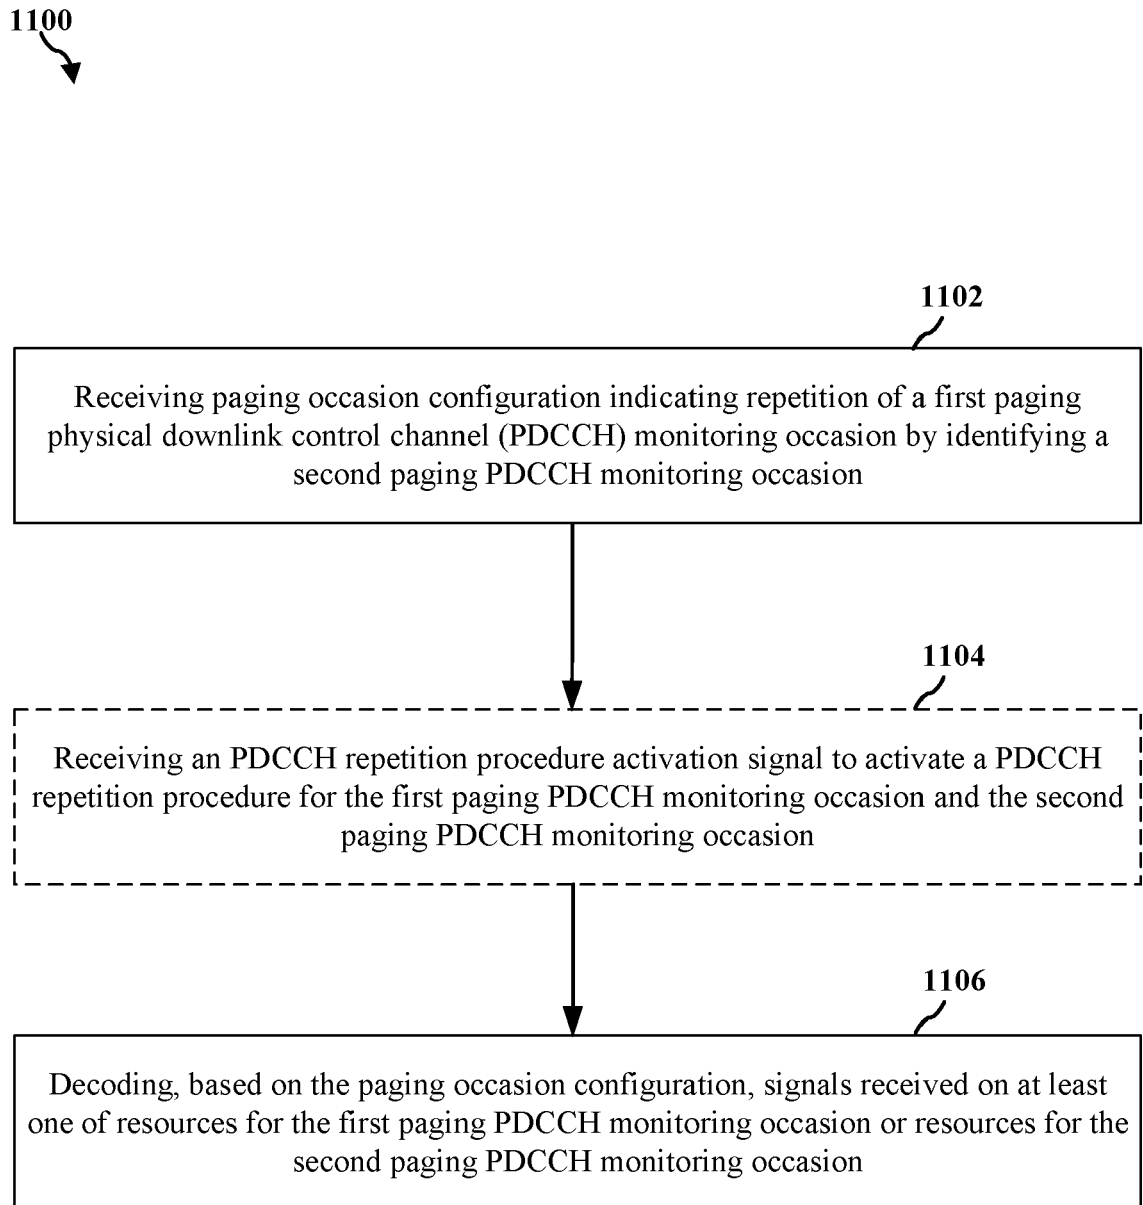 1100
1102
Receiving paging occasion configuration indicating repetition of a first paging
physical downlink control channel (PDCCH) monitoring occasion by identifying a
second paging PDCCH monitoring occasion
1104
Receiving an PDCCH repetition procedure activation signal to activate a PDCCH
repetition procedure for the first paging PDCCH monitoring occasion and the second
paging PDCCH monitoring occasion
1106
Decoding, based on the paging occasion configuration, signals received on at least
one of resources for the first paging PDCCH monitoring occasion or resources for the
second paging PDCCH monitoring occasion